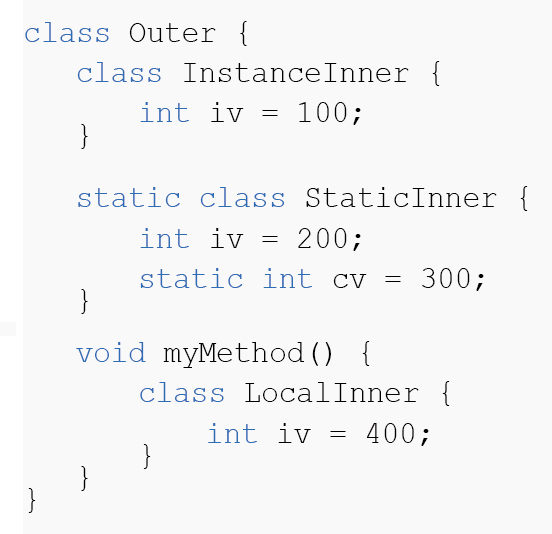 class Outer {
class InstanceInner {
int iv = 100;
}
static class StaticInner {
int iv = 200;
static int cv = 300;
}
void myMethod() {
class LocalInner {
int iv = 400;
}
}
}